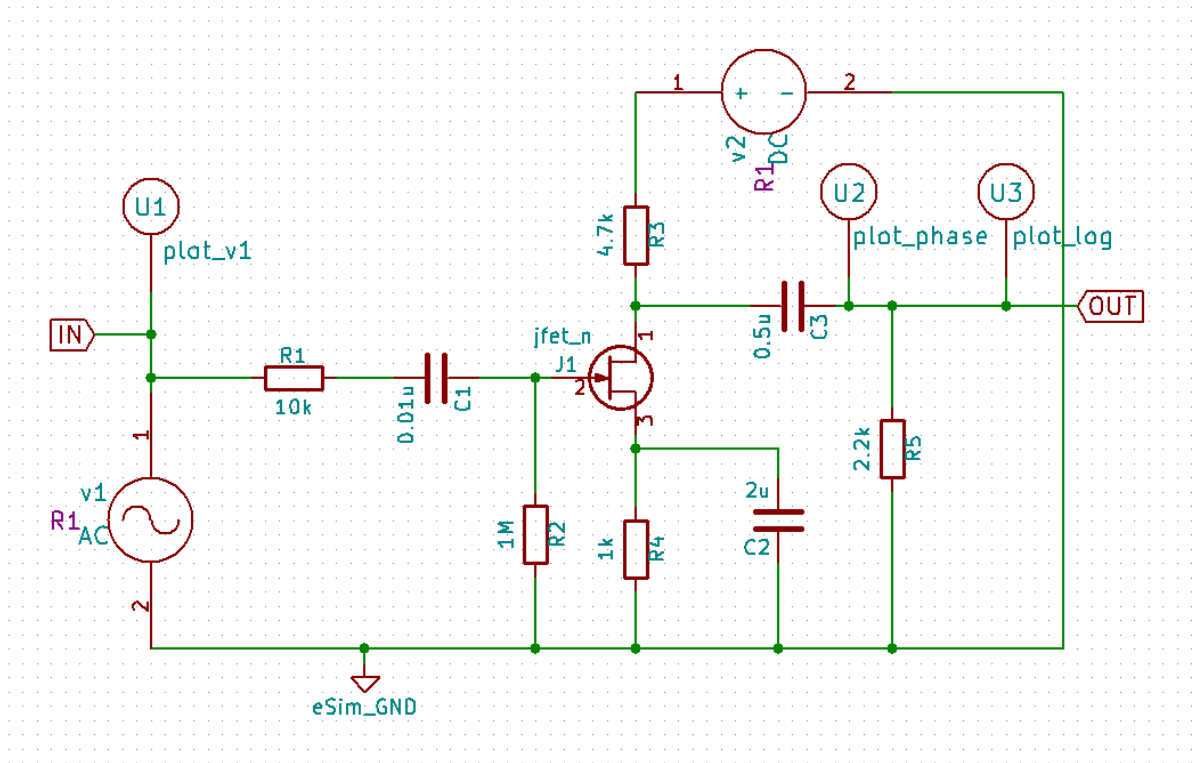 1
2
+
−
v2
DC
R1
U1
plot_v1
U2
plot_phase
U3
plot_log
4.7k
R3
IN
OUT
jfet_n
J1
1
2
3
0.5u
C3
R1
10k
0.01u
C1
1
v1
R1
AC
2
1M
R2
1k
R4
2u
C2
2.2k
R5
eSim_GND